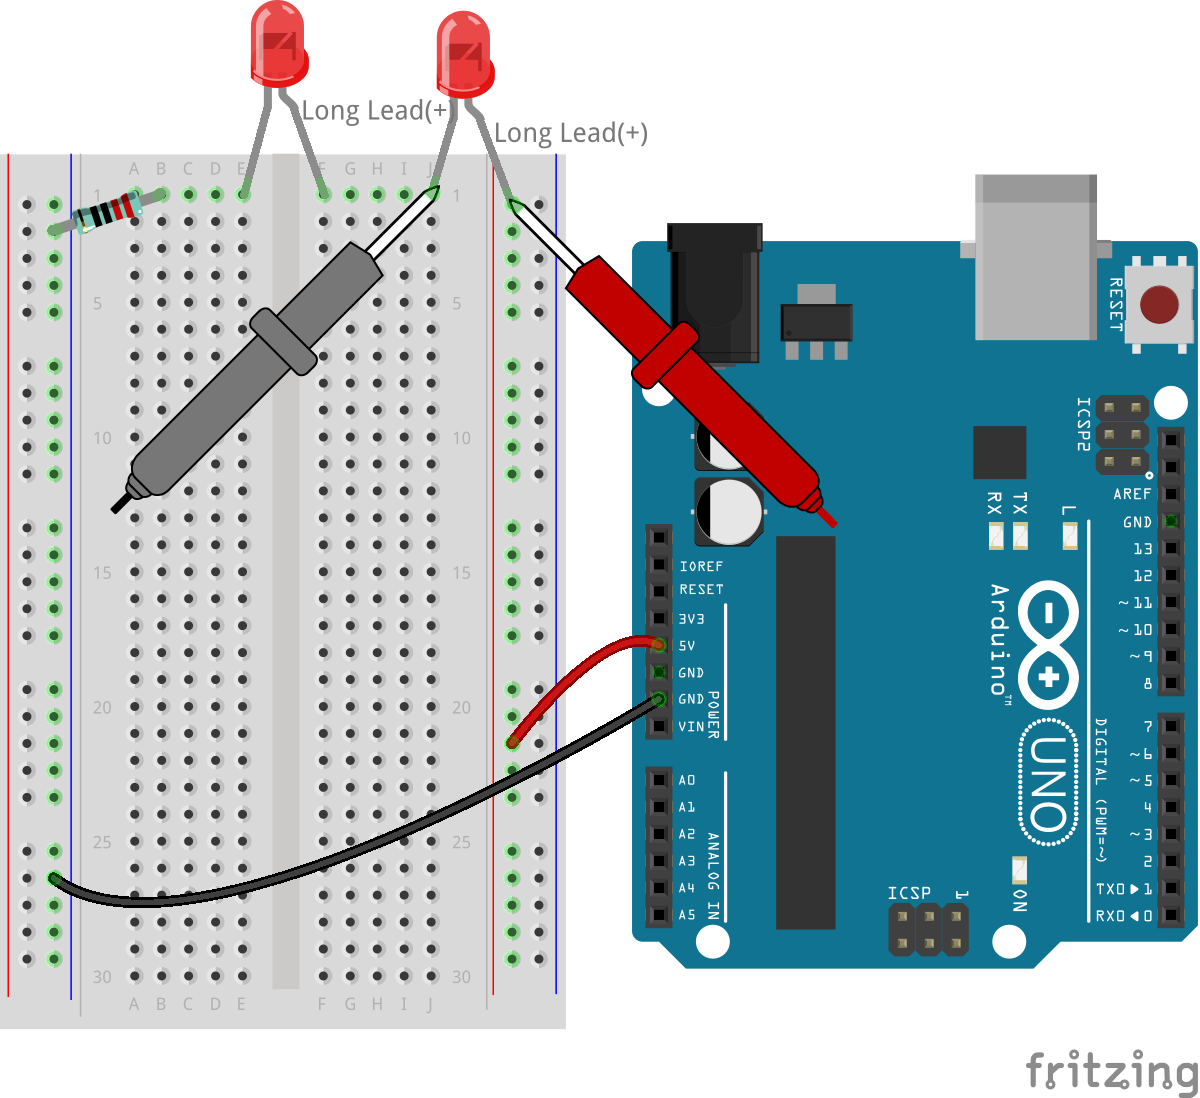 Long Lead(+)
Long Lead(+)
A B C D E F G H I J
1 1
5 5
10 10
15 15
20 20
25 25
30 30
A B C D E F G H I J
RESET
ICSP2
AREF
GND
13
12
~11
~10
~9
8
7
~6
~5
4
~3
2
TX0▶1
RX0◀0
RX
TX
L
Arduino™
UNO
DIGITAL (PWM=~)
IOREF
RESET
3V3
5V
GND
GND
VIN
POWER
A0
A1
A2
A3
A4
A5
ANALOG IN
ICSP
1
ON
fritzing